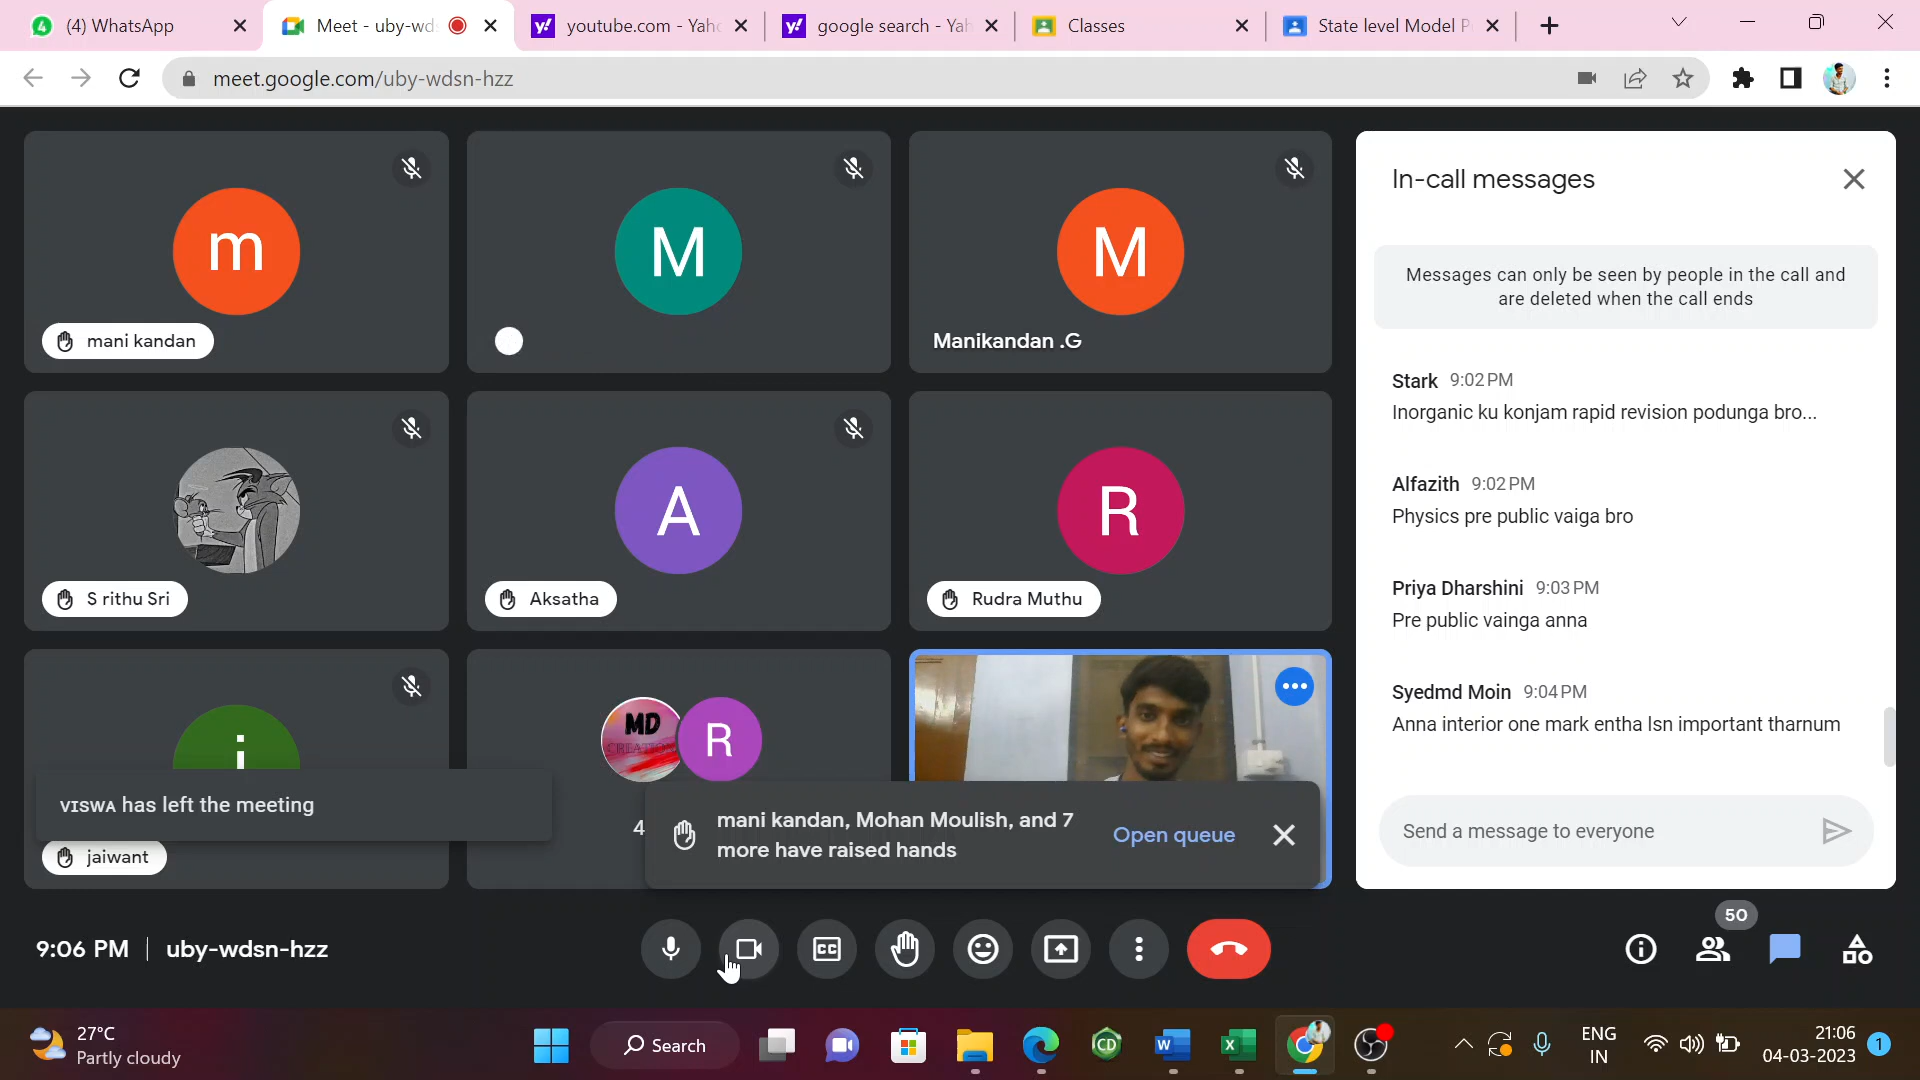 (4) WhatsApp
Meet - uby-wds
youtube.com - Yaho
google search - Yah
Classes
State level Model P
meet.google.com/uby-wdsn-hzz
m
M
M
mani kandan
Manikandan .G
A
R
S rithu Sri
Aksatha
Rudra Muthu
MD
CREATION
R
VISWA has left the meeting
4
mani kandan, Mohan Moulish, and 7
more have raised hands
Open queue
jaiwant
In-call messages
Messages can only be seen by people in the call and
are deleted when the call ends
Stark 9:02 PM
Inorganic ku konjam rapid revision podunga bro...
Alfazith 9:02 PM
Physics pre public vaiga bro
Priya Dharshini 9:03 PM
Pre public vainga anna
Syedmd Moin 9:04 PM
Anna interior one mark entha lsn important tharnum
Send a message to everyone
9:06 PM | uby-wdsn-hzz
CC
50
27°C
Partly cloudy
Search
CD
W
X
ENG
IN
21:06
04-03-2023
1